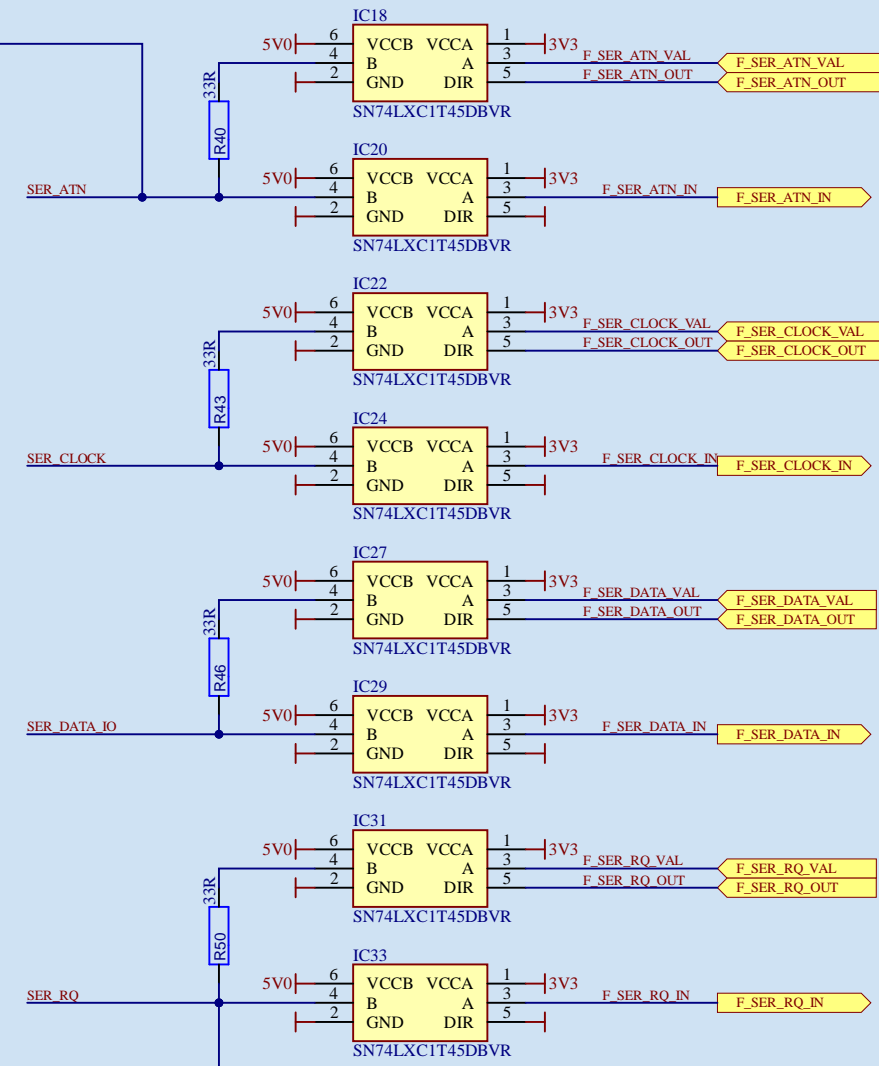 IC18
5V0 6 VCCB VCCA 1 3V3
4 B A 3 F_SER_ATN_VAL F_SER_ATN_VAL
2 GND DIR 5 F_SER_ATN_OUT F_SER_ATN_OUT
33R
R40
SN74LXC1T45DBVR
IC20
5V0 6 VCCB VCCA 1 3V3
SER_ATN 4 B A 3 F_SER_ATN_IN F_SER_ATN_IN
2 GND DIR 5
SN74LXC1T45DBVR
IC22
5V0 6 VCCB VCCA 1 3V3
4 B A 3 F_SER_CLOCK_VAL F_SER_CLOCK_VAL
2 GND DIR 5 F_SER_CLOCK_OUT F_SER_CLOCK_OUT
33R
R43
SN74LXC1T45DBVR
IC24
5V0 6 VCCB VCCA 1 3V3
SER_CLOCK 4 B A 3 F_SER_CLOCK_IN F_SER_CLOCK_IN
2 GND DIR 5
SN74LXC1T45DBVR
IC27
5V0 6 VCCB VCCA 1 3V3
4 B A 3 F_SER_DATA_VAL F_SER_DATA_VAL
2 GND DIR 5 F_SER_DATA_OUT F_SER_DATA_OUT
33R
R46
SN74LXC1T45DBVR
IC29
5V0 6 VCCB VCCA 1 3V3
SER_DATA_IO 4 B A 3 F_SER_DATA_IN F_SER_DATA_IN
2 GND DIR 5
SN74LXC1T45DBVR
IC31
5V0 6 VCCB VCCA 1 3V3
4 B A 3 F_SER_RQ_VAL F_SER_RQ_VAL
2 GND DIR 5 F_SER_RQ_OUT F_SER_RQ_OUT
33R
R50
SN74LXC1T45DBVR
IC33
5V0 6 VCCB VCCA 1 3V3
SER_RQ 4 B A 3 F_SER_RQ_IN F_SER_RQ_IN
2 GND DIR 5
SN74LXC1T45DBVR